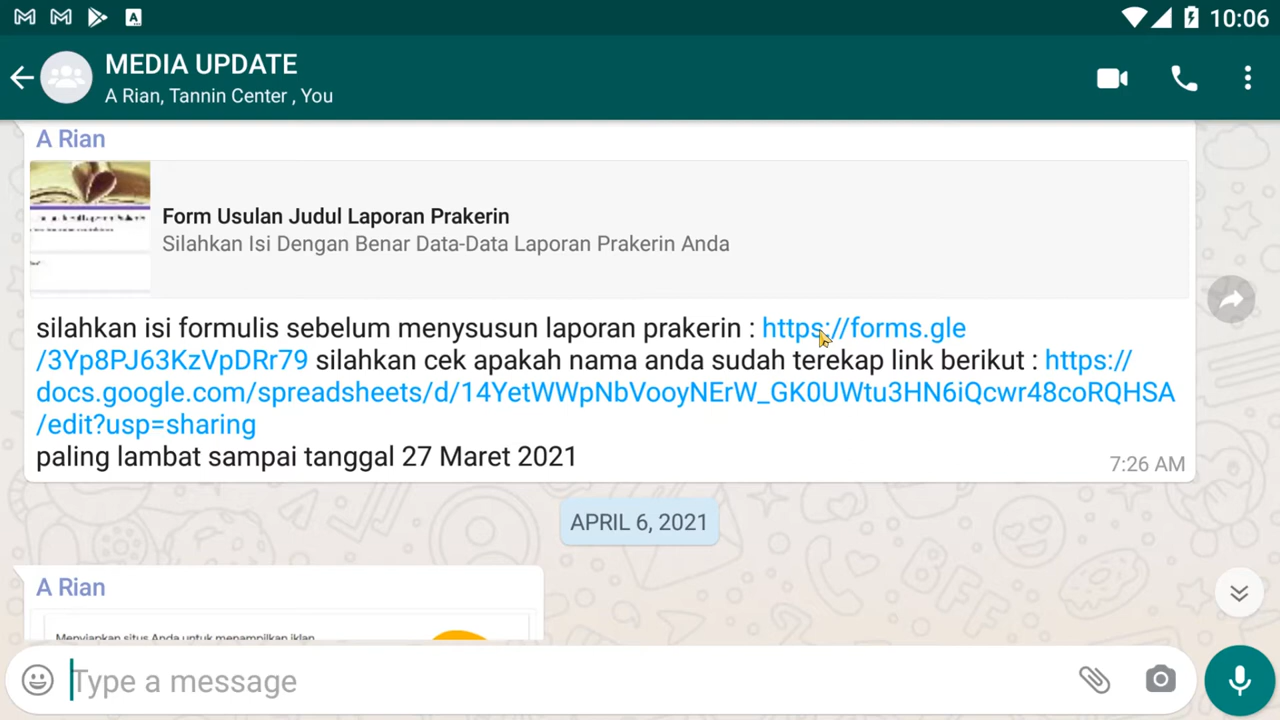 10:06
MEDIA UPDATE
A Rian, Tannin Center , You
A Rian
Form Usulan Judul Laporan Prakerin
Silahkan Isi Dengan Benar Data-Data Laporan Prakerin Anda
silahkan isi formulis sebelum menysusun laporan prakerin : https://forms.gle
/3Yp8PJ63KzVpDRr79 silahkan cek apakah nama anda sudah terekap link berikut : https://
docs.google.com/spreadsheets/d/14YetWWpNbVooyNErW_GK0UWtu3HN6iQcwr48coRQHSA
/edit?usp=sharing
paling lambat sampai tanggal 27 Maret 2021
7:26 AM
APRIL 6, 2021
A Rian
Menyiapkan situs Anda untuk menampilkan iklan
Type a message